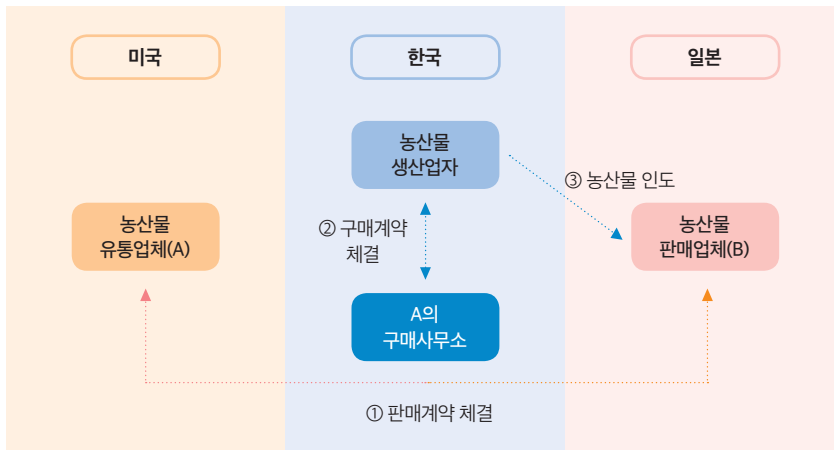 미국
한국
일본
농산물
생산업자
③ 농산물 인도
농산물
유통업체(A)
② 구매계약
체결
농산물
판매업체(B)
A의
구매사무소
① 판매계약 체결